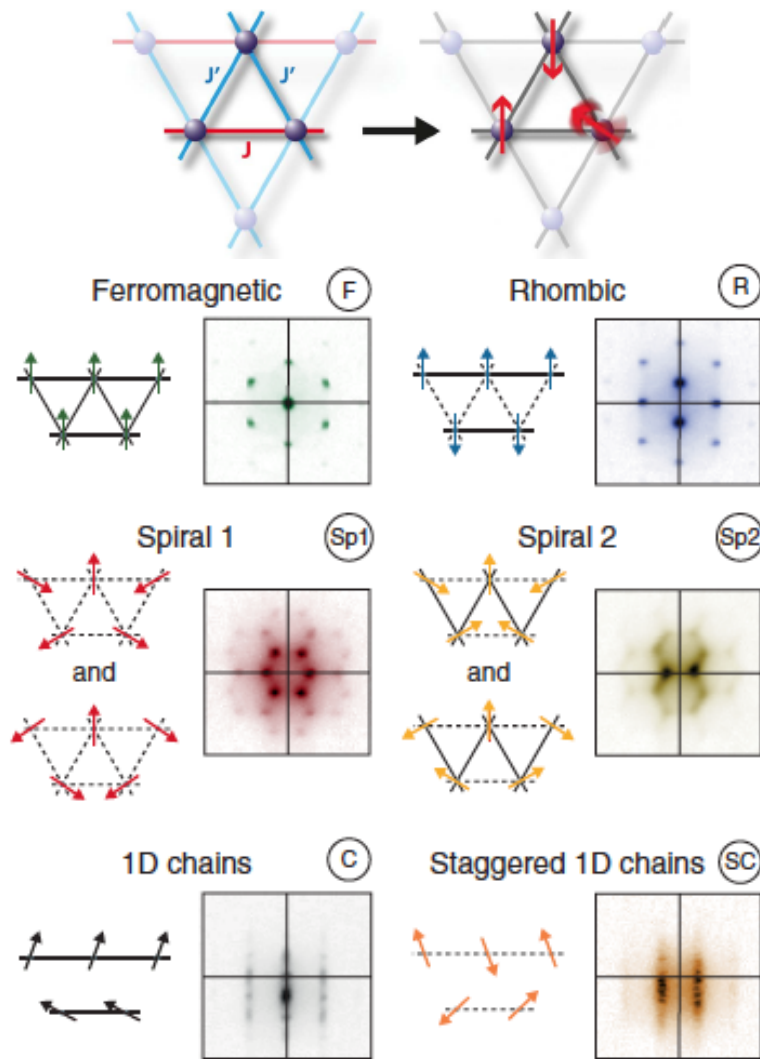 J' J'
J
Ferromagnetic F
Rhombic R
Spiral 1 Sp1
and
Spiral 2 Sp2
and
1D chains C
Staggered 1D chains SC